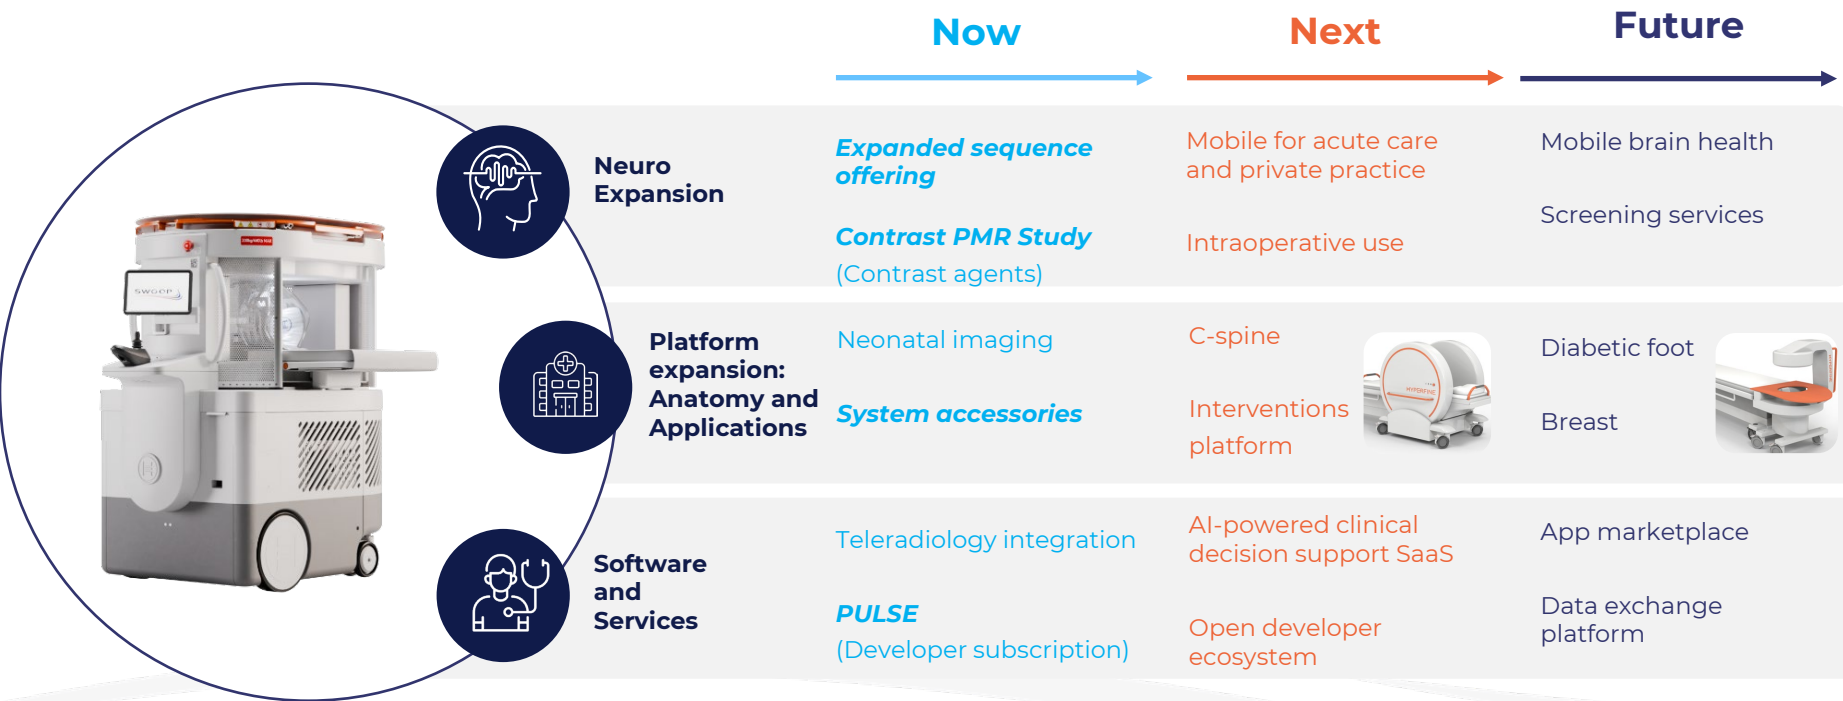 Now
Next
Future
Neuro
Expansion
Expanded sequence
offering
Contrast PMR Study
(Contrast agents)
Mobile for acute care
and private practice
Intraoperative use
Mobile brain health
Screening services
Platform
expansion:
Anatomy and
Applications
Neonatal imaging
System accessories
C-spine
Interventions
platform
HYPERFINE
Diabetic foot
Breast
Software
and
Services
Teleradiology integration
PULSE
(Developer subscription)
AI-powered clinical
decision support SaaS
Open developer
ecosystem
App marketplace
Data exchange
platform
swoop